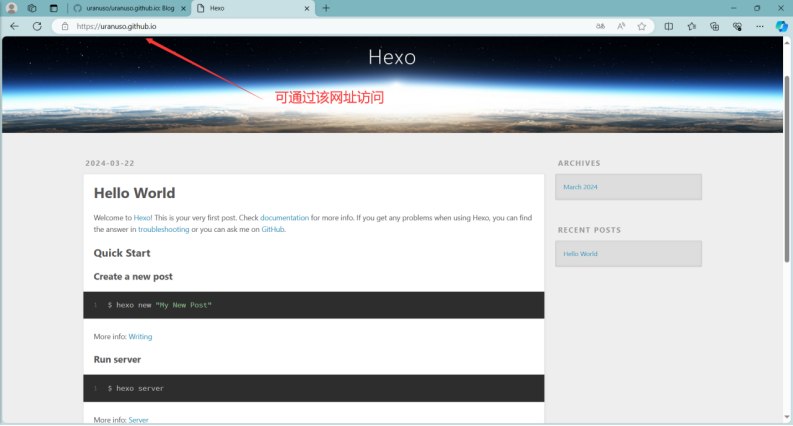 uranuso/uranuso.github.io: Blog
Hexo
https://uranuso.github.io
Hexo
可通过该网址访问
2024-03-22
Hello World
Welcome to Hexo! This is your very first post. Check documentation for more info. If you get any problems when using Hexo, you can
find the answer in troubleshooting or you can ask me on GitHub.
Quick Start
Create a new post
1 $ hexo new "My New Post"
More info: Writing
Run server
1 $ hexo server
More info: Server
ARCHIVES
March 2024
RECENT POSTS
Hello World